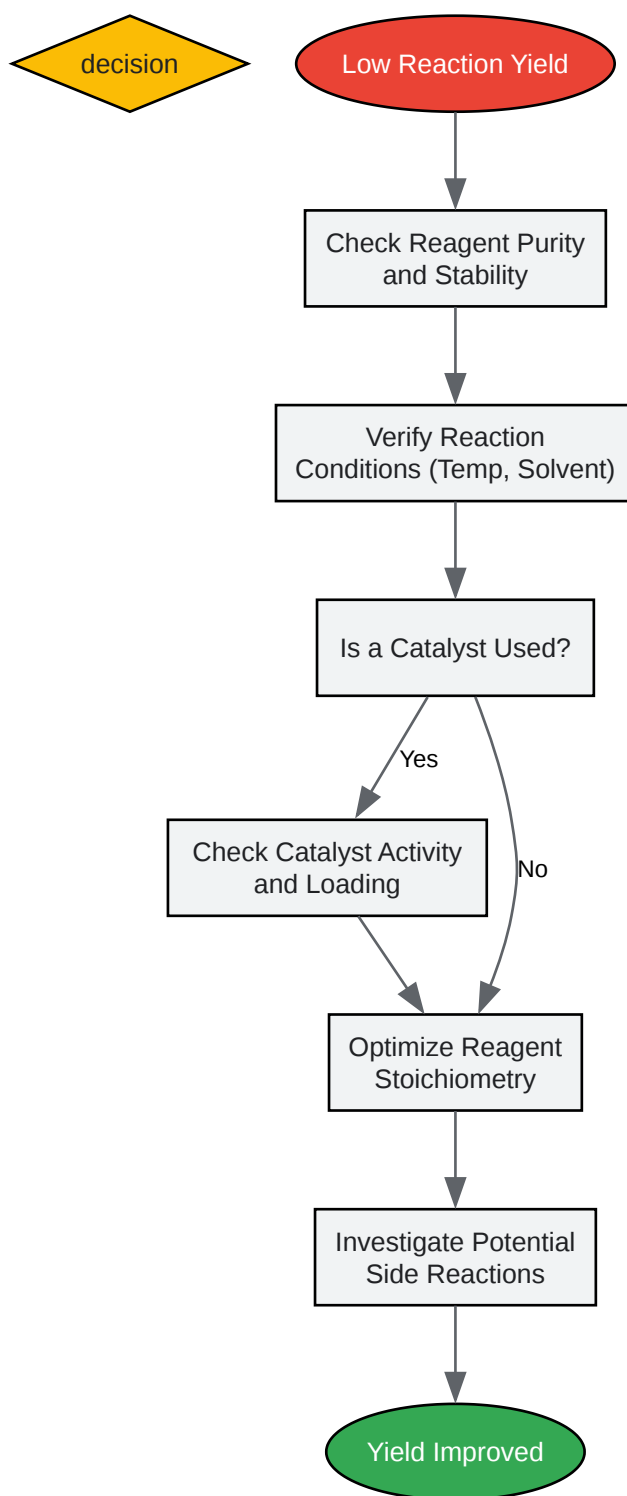 decision
Low Reaction Yield
Check Reagent Purity
and Stability
Verify Reaction
Conditions (Temp, Solvent)
Is a Catalyst Used?
Yes
Check Catalyst Activity
and Loading
No
Optimize Reagent
Stoichiometry
Investigate Potential
Side Reactions
Yield Improved